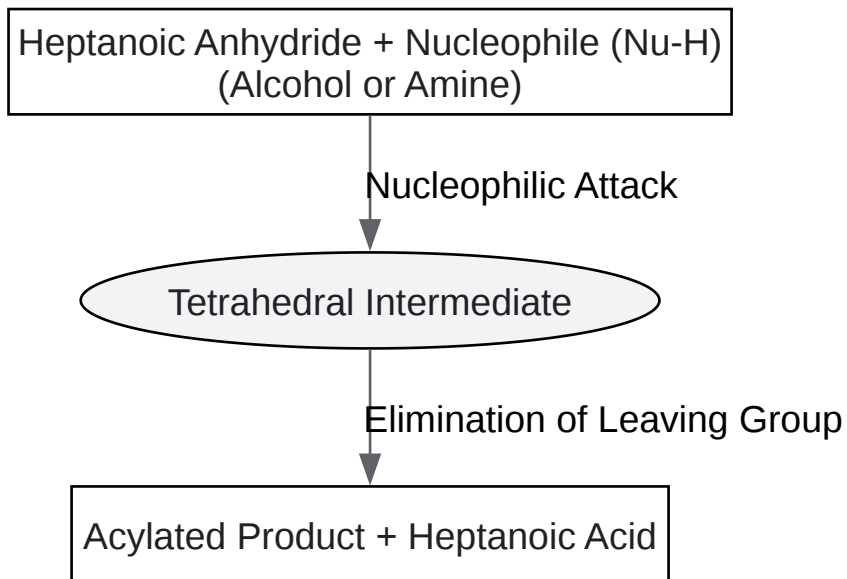 Heptanoic Anhydride + Nucleophile (Nu-H)
(Alcohol or Amine)
Nucleophilic Attack
Tetrahedral Intermediate
Elimination of Leaving Group
Acylated Product + Heptanoic Acid